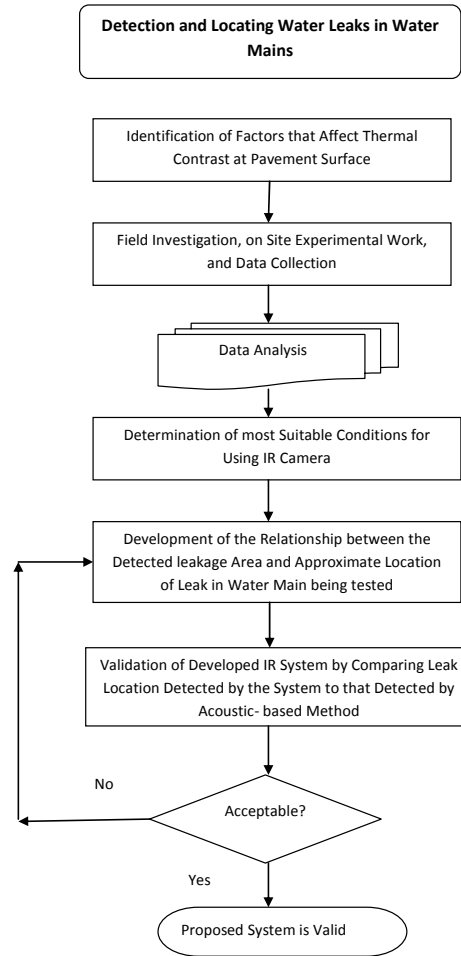 Detection and Locating Water Leaks in Water
Mains
Identification of Factors that Affect Thermal
Contrast at Pavement Surface
Field Investigation, on Site Experimental Work,
and Data Collection
Data Analysis
Determination of most Suitable Conditions for
Using IR Camera
Development of the Relationship between the
Detected leakage Area and Approximate Location
of Leak in Water Main being tested
Validation of Developed IR System by Comparing Leak
Location Detected by the System to that Detected by
Acoustic- based Method
No
Acceptable?
Yes
Proposed System is Valid